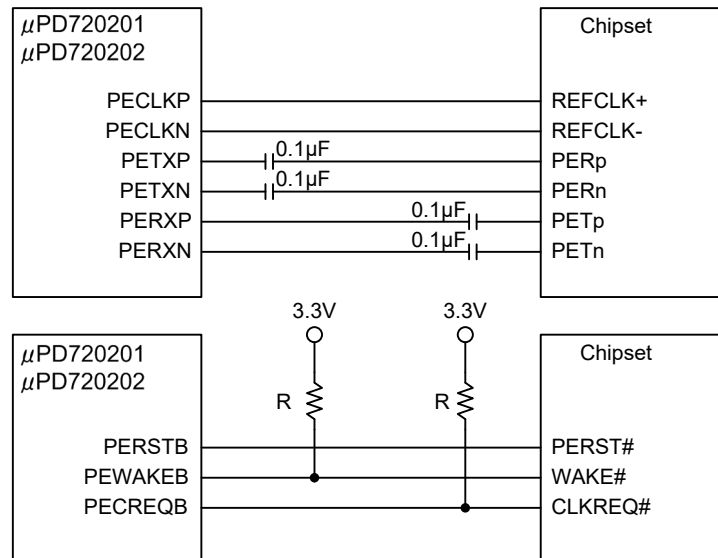 μPD720201
μPD720202
Chipset
PECLKP
REFCLK+
PECLKN
REFCLK-
PETXP
0.1μF
PERp
PETXN
0.1μF
PERn
PERXP
0.1μF
PETp
PERXN
0.1μF
PETn
3.3V
3.3V
μPD720201
μPD720202
Chipset
R
R
PERSTB
PERST#
PEWAKEB
WAKE#
PECREQB
CLKREQ#